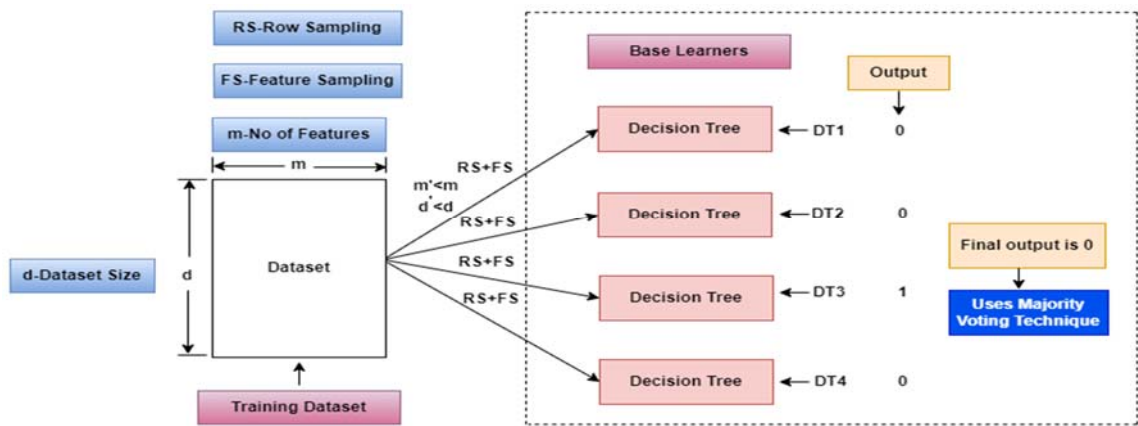 RS-Row Sampling
FS-Feature Sampling
m-No of Features
m
d-Dataset Size
d
Dataset
Training Dataset
m'<m
d'<d
RS+FS
RS+FS
RS+FS
RS+FS
Base Learners
Output
Decision Tree
DT1
0
Decision Tree
DT2
0
Decision Tree
DT3
1
Decision Tree
DT4
0
Final output is 0
Uses Majority
Voting Technique